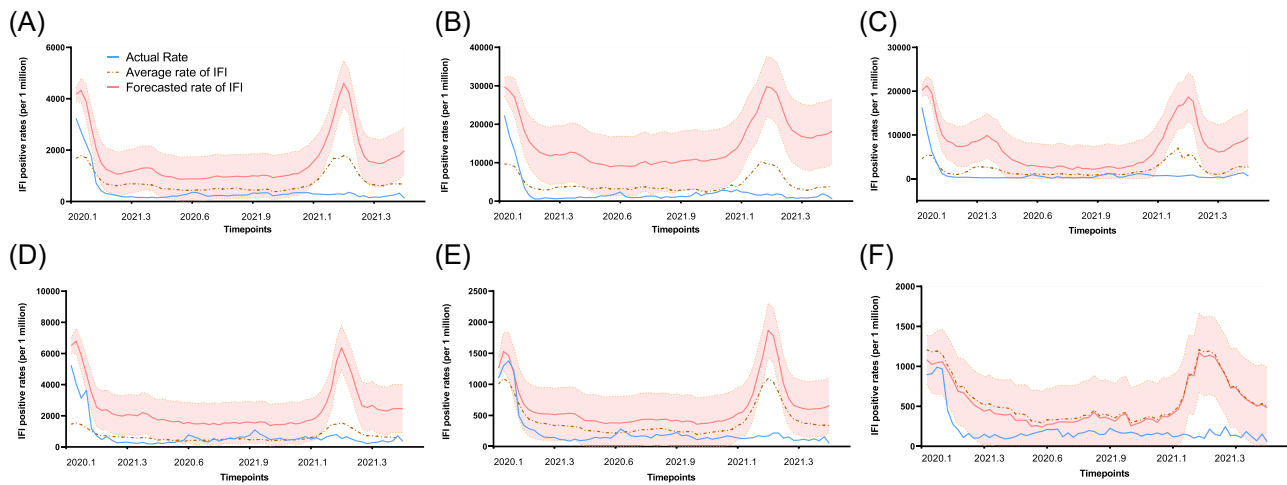 (A)
IFI positive rates (per 1 million)
6000
4000
2000
0
Actual Rate
Average rate of IFI
Forecasted rate of IFI
2020.1 2021.3 2020.6 2021.9 2021.1 2021.3
Timepoints
(B)
IFI positive rates (per 1 million)
40000
30000
20000
10000
0
2020.1 2021.3 2020.6 2021.9 2021.1 2021.3
Timepoints
(C)
IFI positive rates (per 1 million)
30000
20000
10000
0
2020.1 2021.3 2020.6 2021.9 2021.1 2021.3
Timepoints
(D)
IFI positive rates (per 1 million)
10000
8000
6000
4000
2000
0
2020.1 2021.3 2020.6 2021.9 2021.1 2021.3
Timepoints
(E)
IFI positive rates (per 1 million)
2500
2000
1500
1000
500
0
2020.1 2021.3 2020.6 2021.9 2021.1 2021.3
Timepoints
(F)
IFI positive rates (per 1 million)
2000
1500
1000
500
0
2020.1 2021.3 2020.6 2021.9 2021.1 2021.3
Timepoints